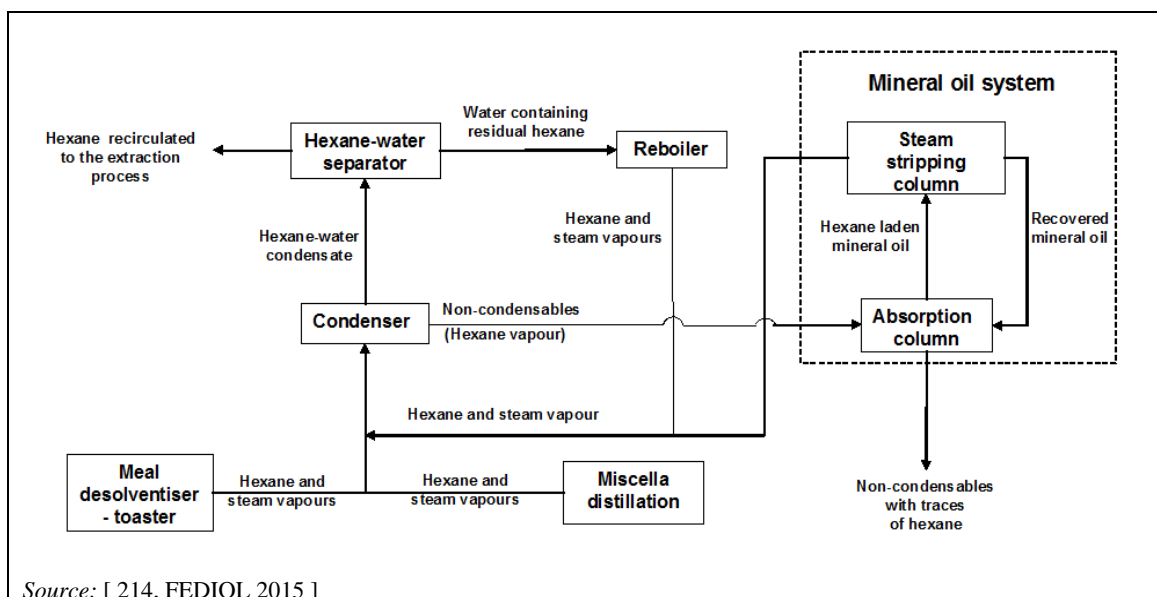 Mineral oil system
Water containing
residual hexane
Hexane recirculated
to the extraction
process
Hexane-water
separator
Reboiler
Steam
stripping
column
Hexane and
steam vapours
Hexane laden
mineral oil
Recovered
mineral oil
Hexane-water
condensate
Condenser
Non-condensables
(Hexane vapour)
Absorption
column
Hexane and steam vapour
Meal
desolventiser
- toaster
Hexane and
steam vapours
Hexane and
steam vapours
Miscella
distillation
Non-condensables
with traces
of hexane
Source: [ 214, FEDIOL 2015 ]